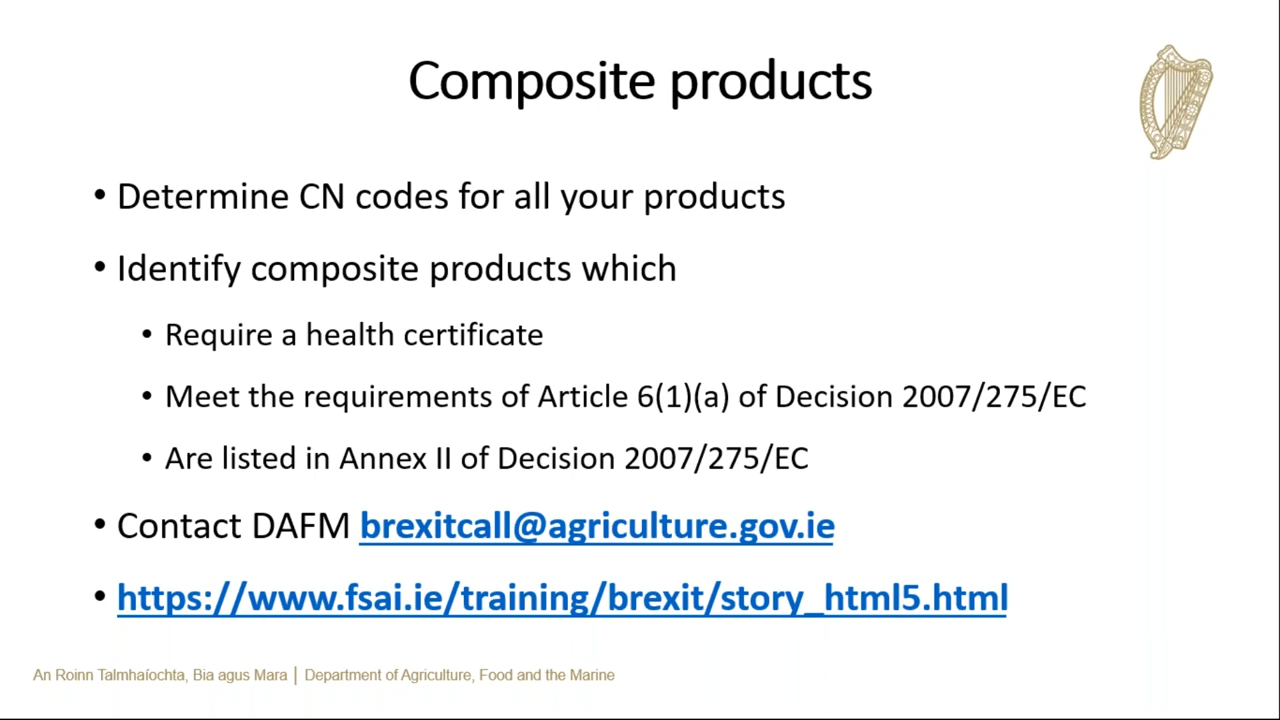 Composite products
• Determine CN codes for all your products
• Identify composite products which
• Require a health certificate
• Meet the requirements of Article 6(1)(a) of Decision 2007/275/EC
• Are listed in Annex II of Decision 2007/275/EC
• Contact DAFM brexitcall@agriculture.gov.ie
• https://www.fsai.ie/training/brexit/story_html5.html
An Roinn Talmhaíochta, Bia agus Mara | Department of Agriculture, Food and the Marine